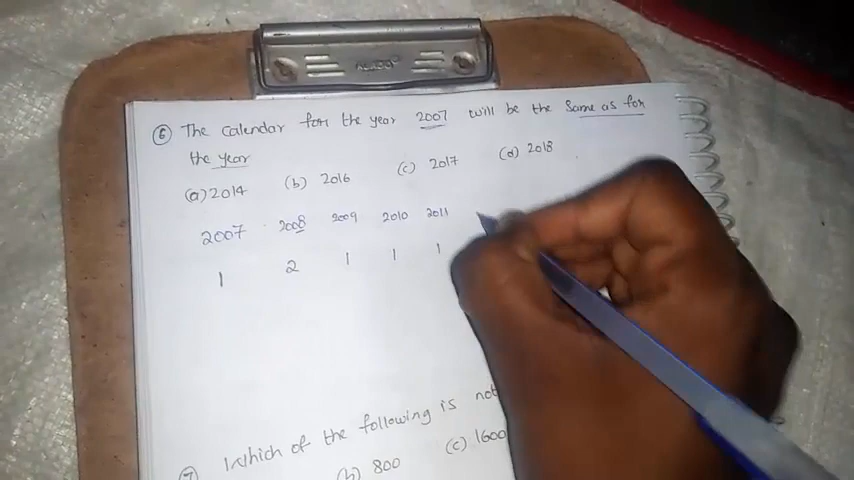 ⑥ The calendar for the year 2007 will be the same as for
the year
(a) 2014 (b) 2016 (c) 2017 (d) 2018
2007 2008 2009 2010 2011
1 2 1 1 1
⑦ Which of the following is not
(b) 800 (c) 1600